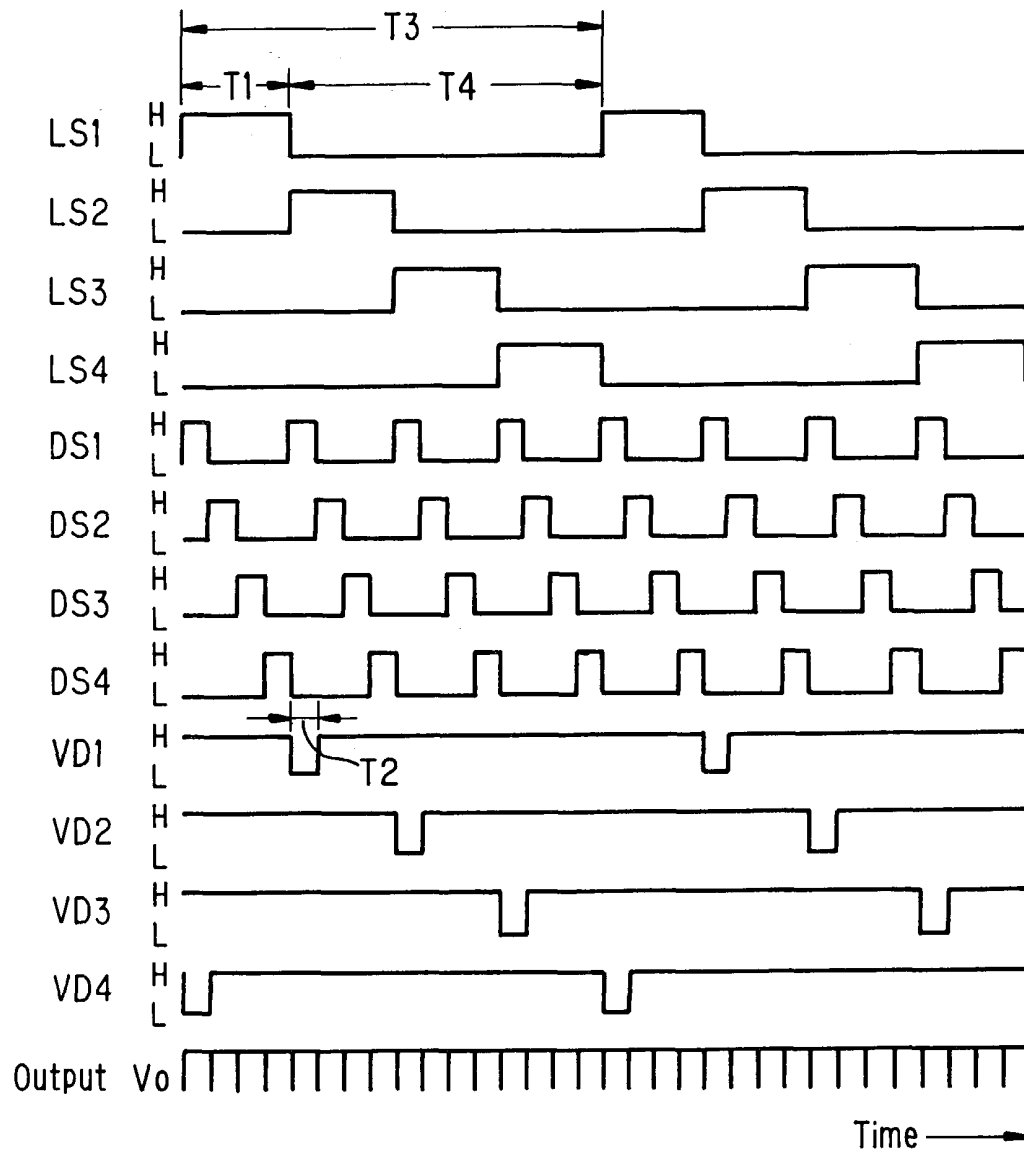 T3
T1 T4
LS1 H
L
LS2 H
L
LS3 H
L
LS4 H
L
DS1 H
L
DS2 H
L
DS3 H
L
DS4 H
L
VD1 H
L
T2
VD2 H
L
VD3 H
L
VD4 H
L
Output Vo
Time